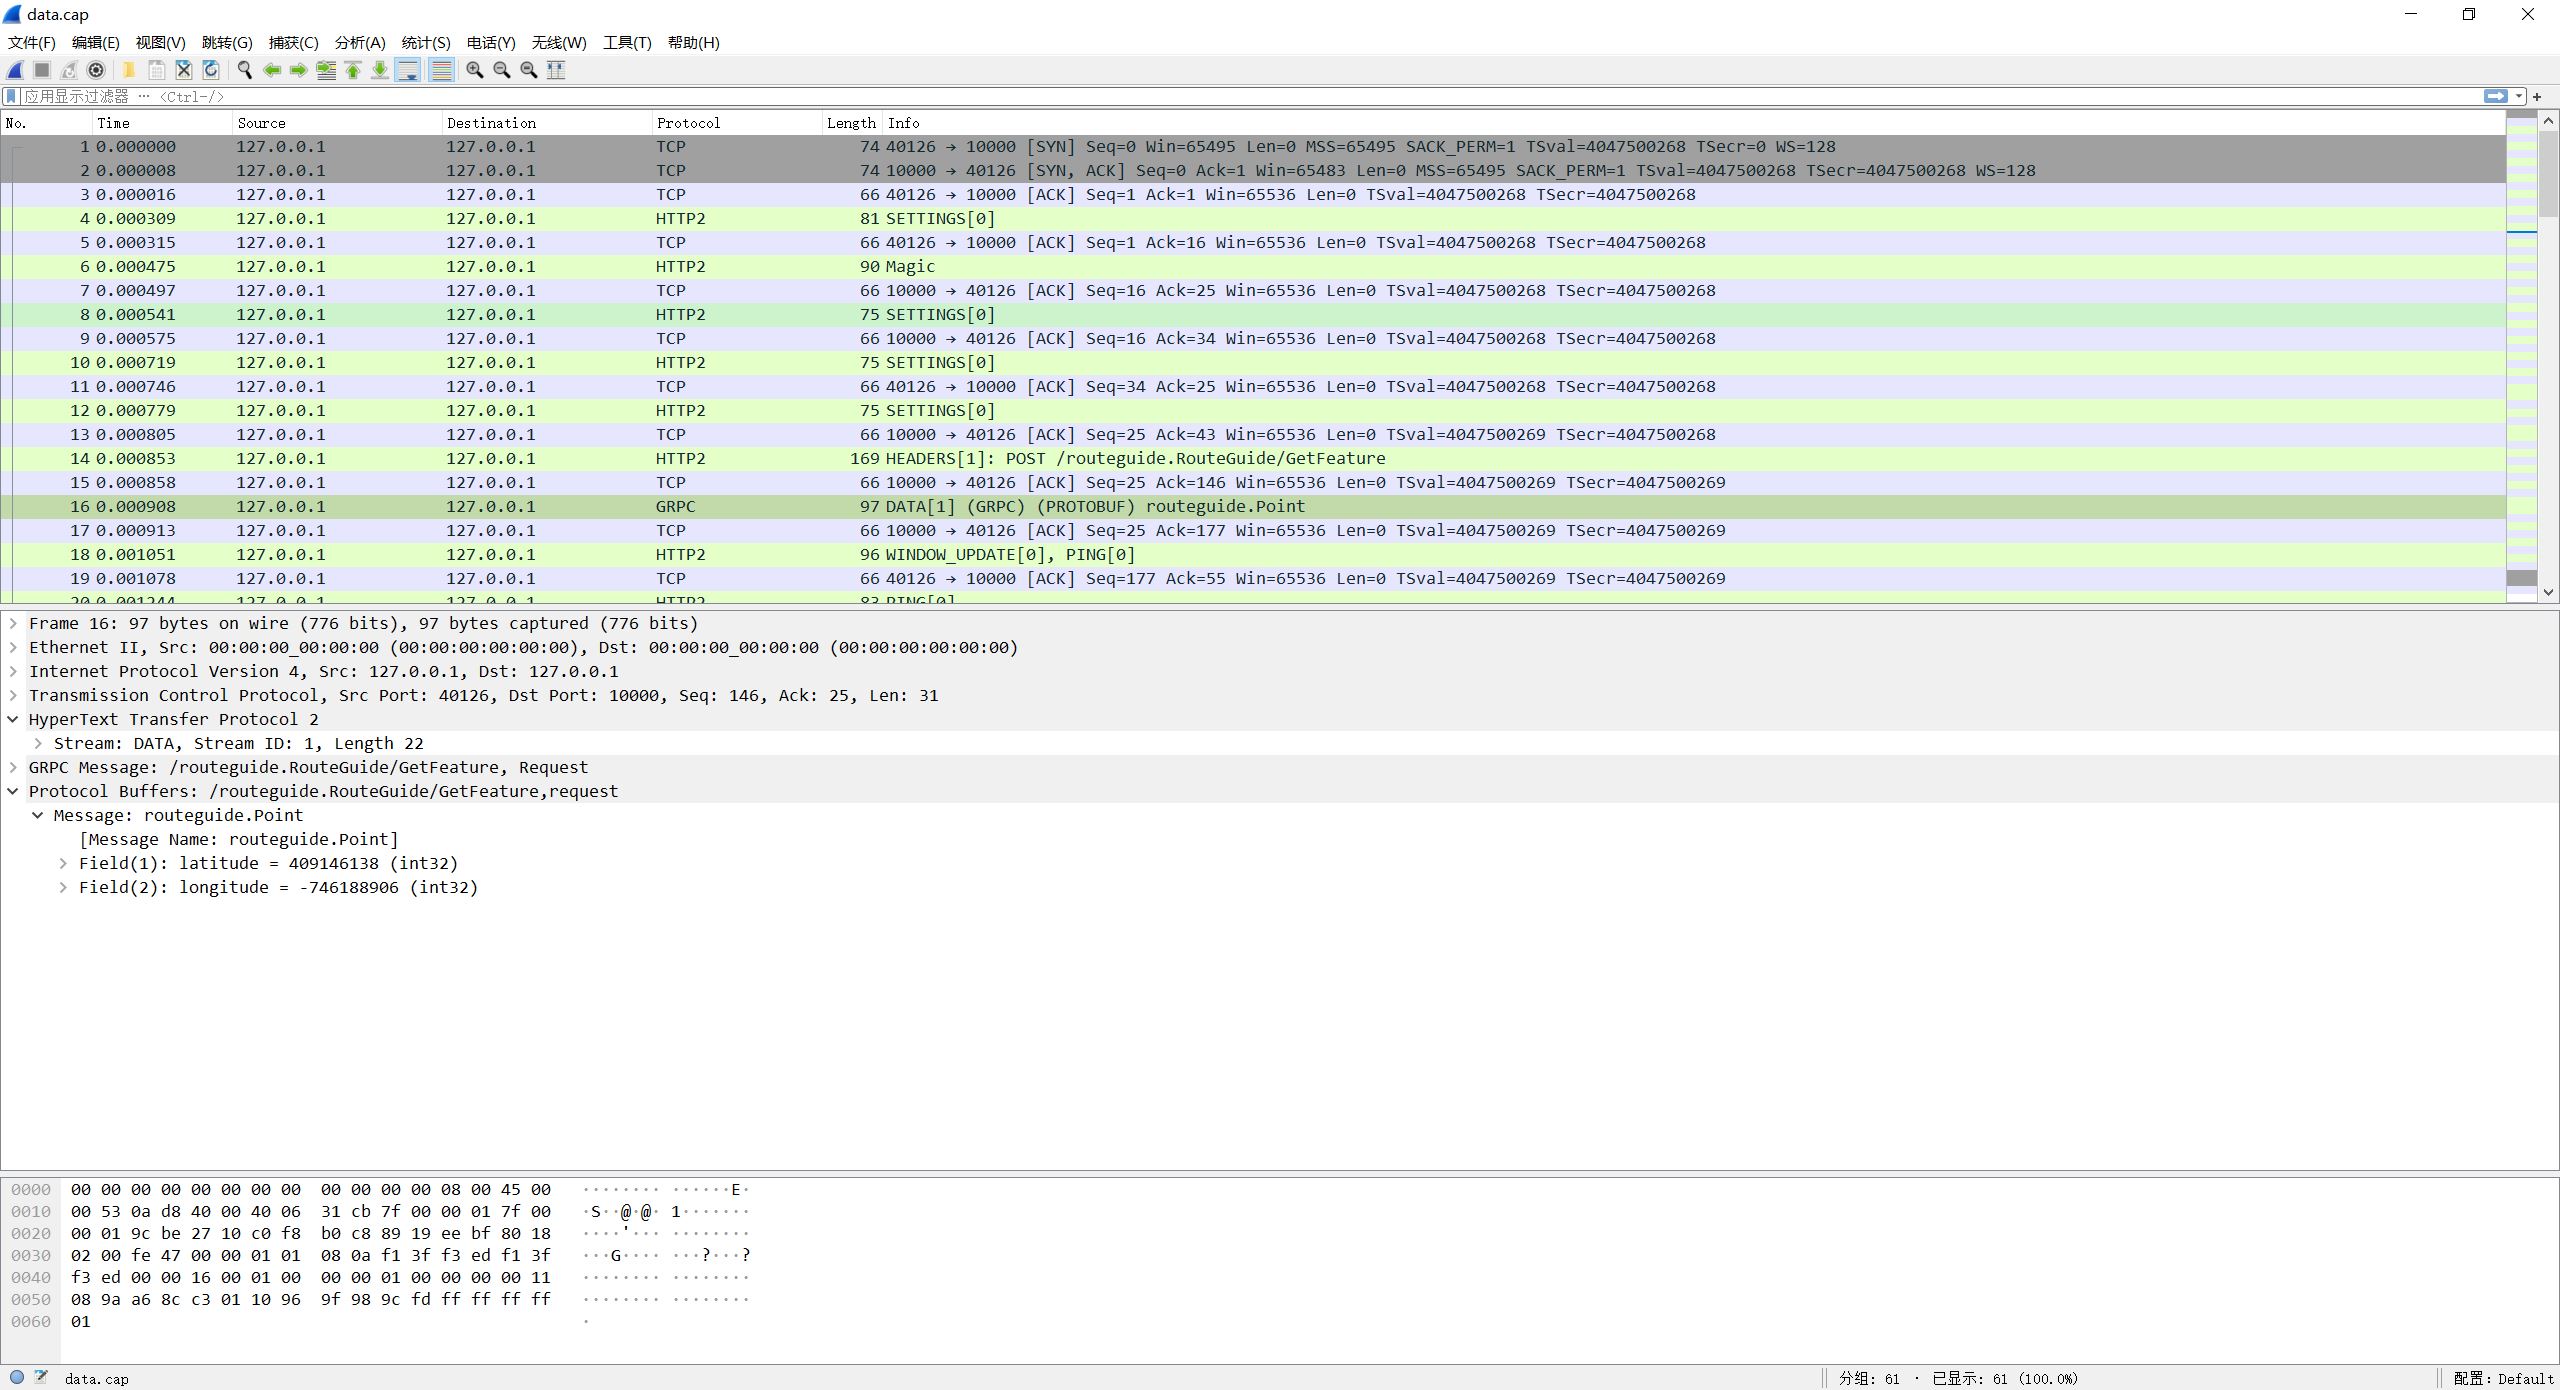 data.cap
文件(F) 编辑(E) 视图(V) 跳转(G) 捕获(C) 分析(A) 统计(S) 电话(Y) 无线(W) 工具(T) 帮助(H)
应用显示过滤器 … <Ctrl-/>
No. Time Source Destination Protocol Length Info
1 0.000000 127.0.0.1 127.0.0.1 TCP 74 40126 → 10000 [SYN] Seq=0 Win=65495 Len=0 MSS=65495 SACK_PERM=1 TSval=4047500268 TSecr=0 WS=128
2 0.000008 127.0.0.1 127.0.0.1 TCP 74 10000 → 40126 [SYN, ACK] Seq=0 Ack=1 Win=65483 Len=0 MSS=65495 SACK_PERM=1 TSval=4047500268 TSecr=4047500268 WS=128
3 0.000016 127.0.0.1 127.0.0.1 TCP 66 40126 → 10000 [ACK] Seq=1 Ack=1 Win=65536 Len=0 TSval=4047500268 TSecr=4047500268
4 0.000309 127.0.0.1 127.0.0.1 HTTP2 81 SETTINGS[0]
5 0.000315 127.0.0.1 127.0.0.1 TCP 66 40126 → 10000 [ACK] Seq=1 Ack=16 Win=65536 Len=0 TSval=4047500268 TSecr=4047500268
6 0.000475 127.0.0.1 127.0.0.1 HTTP2 90 Magic
7 0.000497 127.0.0.1 127.0.0.1 TCP 66 10000 → 40126 [ACK] Seq=16 Ack=25 Win=65536 Len=0 TSval=4047500268 TSecr=4047500268
8 0.000541 127.0.0.1 127.0.0.1 HTTP2 75 SETTINGS[0]
9 0.000575 127.0.0.1 127.0.0.1 TCP 66 10000 → 40126 [ACK] Seq=16 Ack=34 Win=65536 Len=0 TSval=4047500268 TSecr=4047500268
10 0.000719 127.0.0.1 127.0.0.1 HTTP2 75 SETTINGS[0]
11 0.000746 127.0.0.1 127.0.0.1 TCP 66 40126 → 10000 [ACK] Seq=34 Ack=25 Win=65536 Len=0 TSval=4047500268 TSecr=4047500268
12 0.000779 127.0.0.1 127.0.0.1 HTTP2 75 SETTINGS[0]
13 0.000805 127.0.0.1 127.0.0.1 TCP 66 10000 → 40126 [ACK] Seq=25 Ack=43 Win=65536 Len=0 TSval=4047500269 TSecr=4047500268
14 0.000853 127.0.0.1 127.0.0.1 HTTP2 169 HEADERS[1]: POST /routeguide.RouteGuide/GetFeature
15 0.000858 127.0.0.1 127.0.0.1 TCP 66 10000 → 40126 [ACK] Seq=25 Ack=146 Win=65536 Len=0 TSval=4047500269 TSecr=4047500269
16 0.000908 127.0.0.1 127.0.0.1 GRPC 97 DATA[1] (GRPC) (PROTOBUF) routeguide.Point
17 0.000913 127.0.0.1 127.0.0.1 TCP 66 10000 → 40126 [ACK] Seq=25 Ack=177 Win=65536 Len=0 TSval=4047500269 TSecr=4047500269
18 0.001051 127.0.0.1 127.0.0.1 HTTP2 96 WINDOW_UPDATE[0], PING[0]
19 0.001078 127.0.0.1 127.0.0.1 TCP 66 40126 → 10000 [ACK] Seq=177 Ack=55 Win=65536 Len=0 TSval=4047500269 TSecr=4047500269
20 0.001244 127.0.0.1 127.0.0.1 HTTP2 83 PING[0]
Frame 16: 97 bytes on wire (776 bits), 97 bytes captured (776 bits)
Ethernet II, Src: 00:00:00_00:00:00 (00:00:00:00:00:00), Dst: 00:00:00_00:00:00 (00:00:00:00:00:00)
Internet Protocol Version 4, Src: 127.0.0.1, Dst: 127.0.0.1
Transmission Control Protocol, Src Port: 40126, Dst Port: 10000, Seq: 146, Ack: 25, Len: 31
HyperText Transfer Protocol 2
Stream: DATA, Stream ID: 1, Length 22
GRPC Message: /routeguide.RouteGuide/GetFeature, Request
Protocol Buffers: /routeguide.RouteGuide/GetFeature,request
Message: routeguide.Point
[Message Name: routeguide.Point]
Field(1): latitude = 409146138 (int32)
Field(2): longitude = -746188906 (int32)
0000 00 00 00 00 00 00 00 00 00 00 00 00 08 00 45 00 ········ ······E·
0010 00 53 0a d8 40 00 40 06 31 cb 7f 00 00 01 7f 00 ·S··@·@· 1·······
0020 00 01 9c be 27 10 c0 f8 b0 c8 89 19 ee bf 80 18 ····'··· ········
0030 02 00 fe 47 00 00 01 01 08 0a f1 3f f3 ed f1 3f ···G···· ···?···?
0040 f3 ed 00 00 16 00 01 00 00 00 01 00 00 00 00 11 ········ ········
0050 08 9a a6 8c c3 01 10 96 9f 98 9c fd ff ff ff ff ········ ········
0060 01 ·
data.cap 分组: 61 · 已显示: 61 (100.0%) 配置: Default